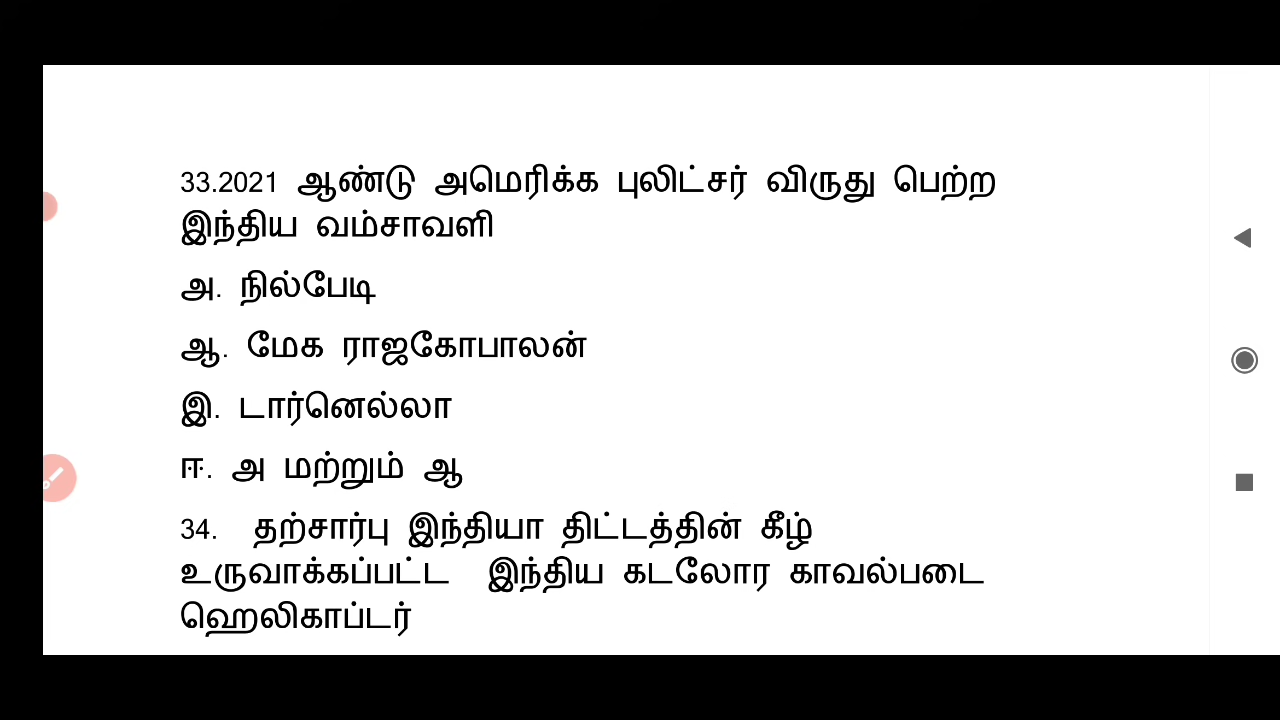 33.2021 ஆண்டு அமெரிக்க புலிட்சர் விருது பெற்ற
இந்திய வம்சாவளி
அ. நில்பேடி
ஆ. மேக ராஜகோபாலன்
இ. டார்னெல்லா
ஈ. அ மற்றும் ஆ
34. தற்சார்பு இந்தியா திட்டத்தின் கீழ்
உருவாக்கப்பட்ட இந்திய கடலோர காவல்படை
ஹெலிகாப்டர்